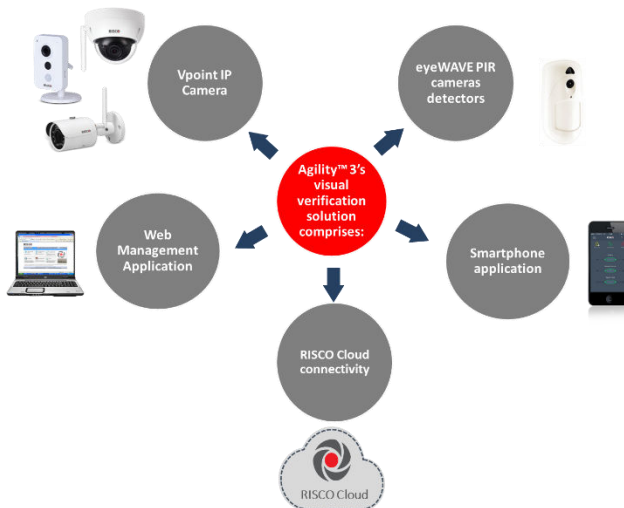 Vpoint IP
Camera
eyeWAVE PIR
cameras
detectors
Agility™ 3's
visual
verification
solution
comprises:
Web
Management
Application
Smartphone
application
RISCO Cloud
connectivity
RISCO Cloud